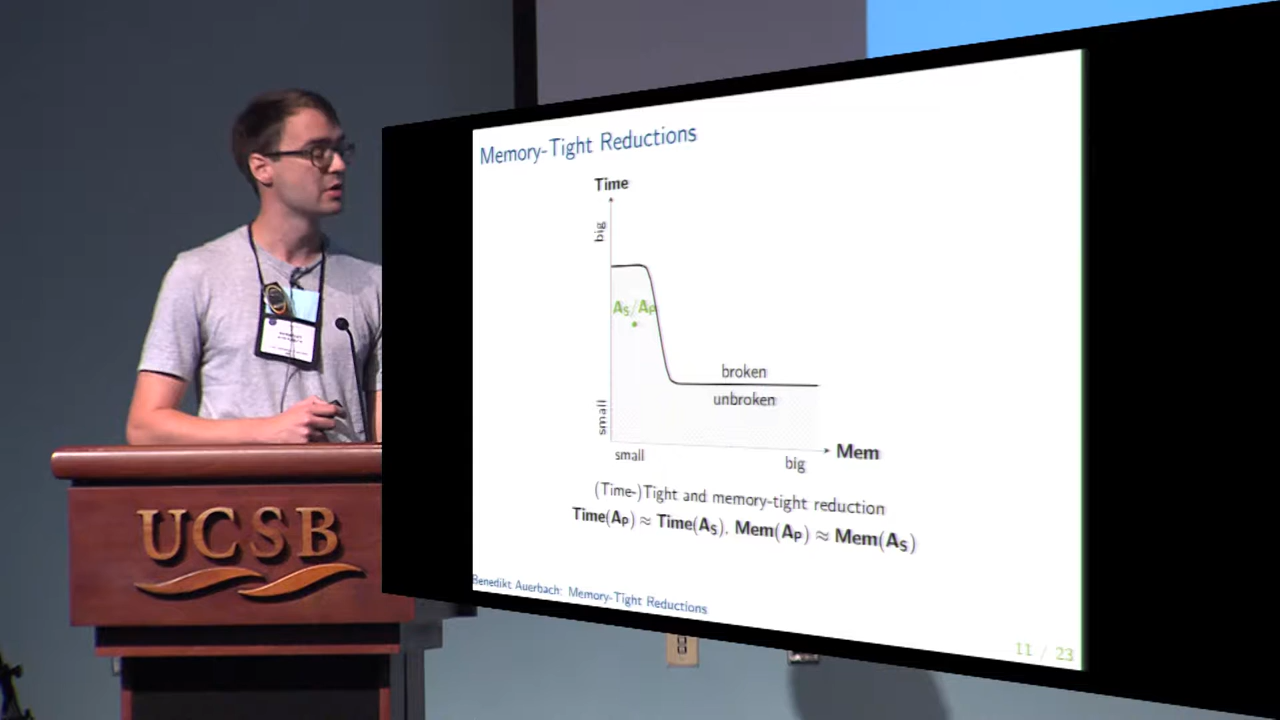 Memory-Tight Reductions
Time
big
A_S/A_P
broken
unbroken
small
Mem
small
big
(Time-)Tight and memory-tight reduction
Time(A_P) ≈ Time(A_S), Mem(A_P) ≈ Mem(A_S)
Benedikt Auerbach: Memory-Tight Reductions
11 / 23
UCSB